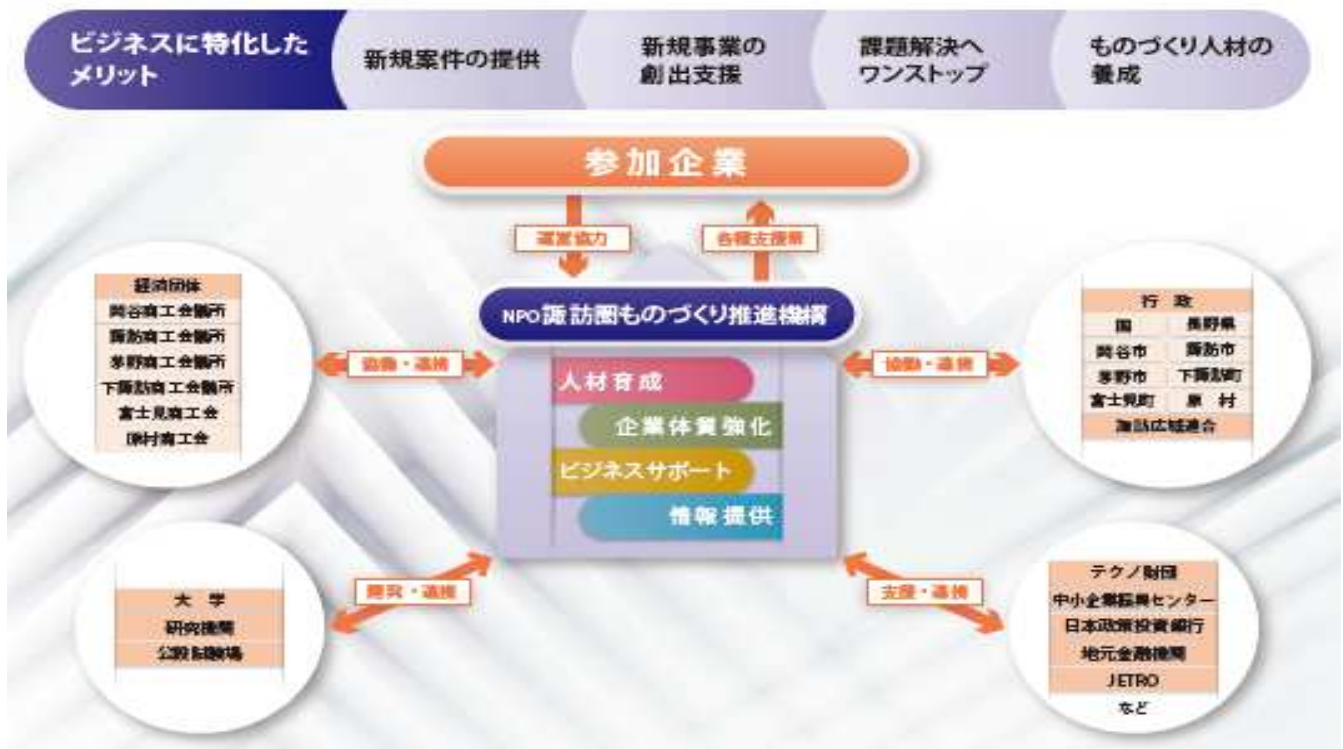 ビジネスに特化した
メリット
新規案件の提供
新規事業の
創出支援
課題解決へ
ワンストップ
ものづくり人材の
養成
参加企業
運営協力
各種支援策
NPO諏訪圏ものづくり推進機構
人材育成
企業体質強化
ビジネスサポート
情報提供
経済団体
岡谷商工会議所
諏訪商工会議所
茅野商工会議所
下諏訪商工会議所
富士見商工会
原村商工会
協働・連携
協働・連携
行 政
国 長野県
岡谷市 諏訪市
茅野市 下諏訪町
富士見町 原 村
諏訪広域連合
大 学
研究機関
公設試験場
研究・連携
支援・連携
テクノ財団
中小企業振興センター
日本政策投資銀行
地元金融機関
JETRO
など